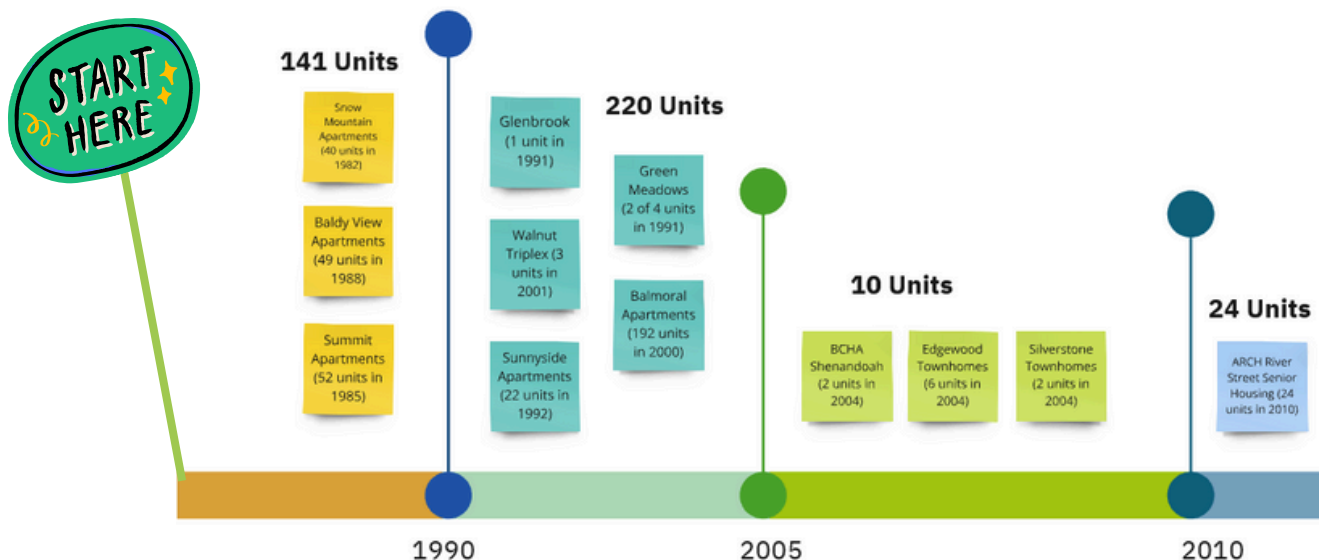 START
HERE
141 Units
Snow
Mountain
Apartments
(40 units in
1982)
Baldy View
Apartments
(49 units in
1988)
Summit
Apartments
(52 units in
1985)
220 Units
Glenbrook
(1 unit in
1991)
Green
Meadows
(2 of 4 units
in 1991)
Walnut
Triplex (3
units in
2001)
Balmoral
Apartments
(192 units
in 2000)
Sunnyside
Apartments
(22 units in
1992)
10 Units
BCHA
Shenandoah
(2 units in
2004)
Edgewood
Townhomes
(6 units in
2004)
Silverstone
Townhomes
(2 units in
2004)
24 Units
ARCH River
Street Senior
Housing (24
units in 2010)
1990
2005
2010